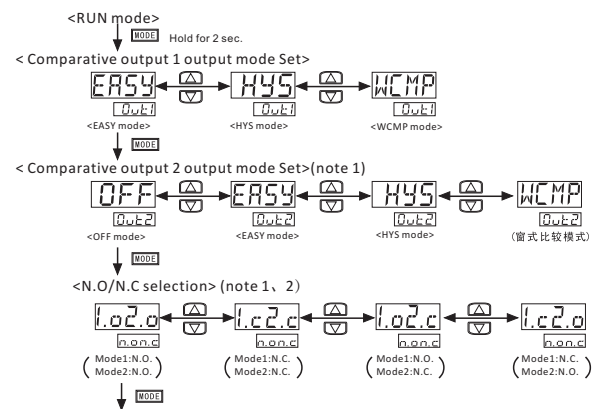 <RUN mode>
MODE Hold for 2 sec.
< Comparative output 1 output mode Set>
EASY HYS WCMP
Out1 Out1 Out1
<EASY mode> <HYS mode> <WCMP mode>
MODE
< Comparative output 2 output mode Set>(note 1)
OFF EASY HYS WCMP
Out2 Out2 Out2 Out2
<OFF mode> <EASY mode> <HYS mode> (窗式比较模式)
MODE
<N.O/N.C selection> (note 1、2)
1.o2.o 1.c2.c 1.o2.c 1.c2.o
n.on.c n.on.c n.on.c n.on.c
(Mode1:N.O. Mode2:N.O.) (Mode1:N.C. Mode2:N.C.) (Mode1:N.O. Mode2:N.C.) (Mode1:N.C. Mode2:N.O.)
MODE